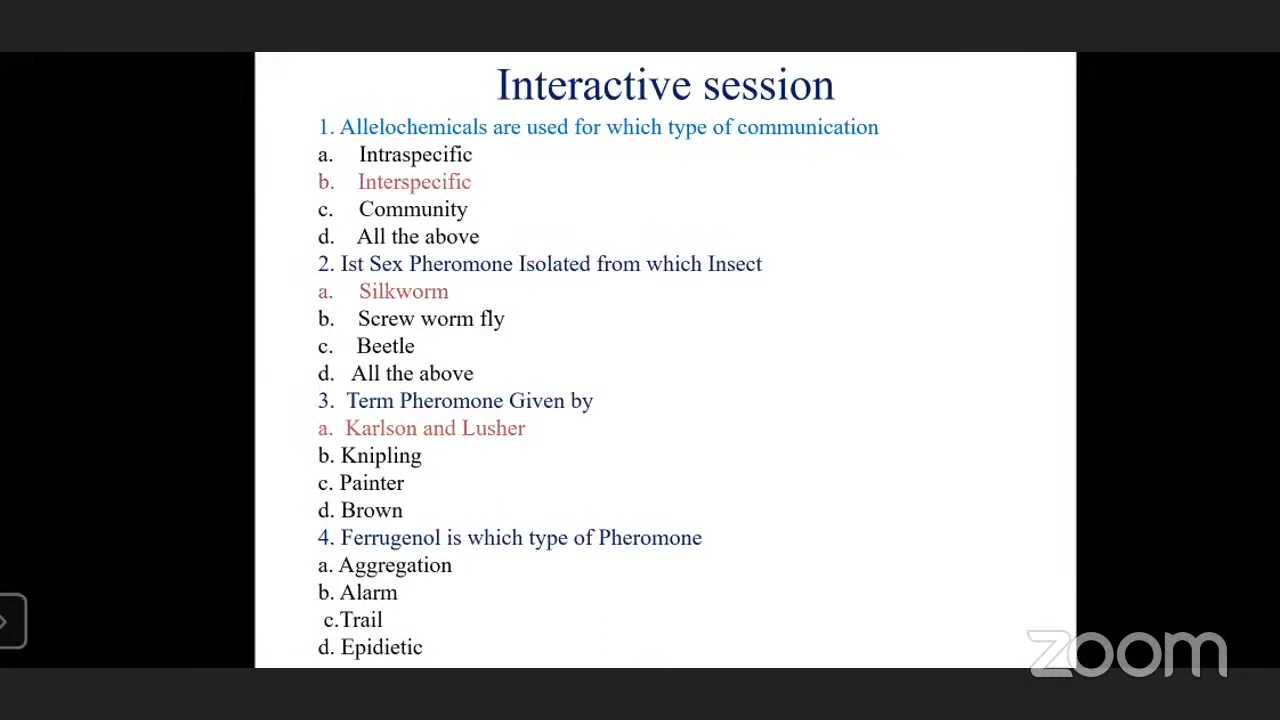 Interactive session
1. Allelochemicals are used for which type of communication
a. Intraspecific
b. Interspecific
c. Community
d. All the above
2. Ist Sex Pheromone Isolated from which Insect
a. Silkworm
b. Screw worm fly
c. Beetle
d. All the above
3. Term Pheromone Given by
a. Karlson and Lusher
b. Knipling
c. Painter
d. Brown
4. Ferrugenol is which type of Pheromone
a. Aggregation
b. Alarm
c.Trail
d. Epidietic
zoom